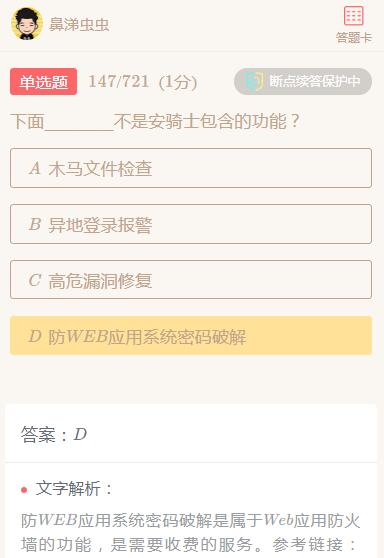 鼻涕虫虫
答题卡
单选题 147/721 (1分)
断点续答保护中
下面________不是安骑士包含的功能？
A 木马文件检查
B 异地登录报警
C 高危漏洞修复
D 防WEB应用系统密码破解
答案：D
文字解析：
防WEB应用系统密码破解是属于Web应用防火
墙的功能，是需要收费的服务。参考链接：